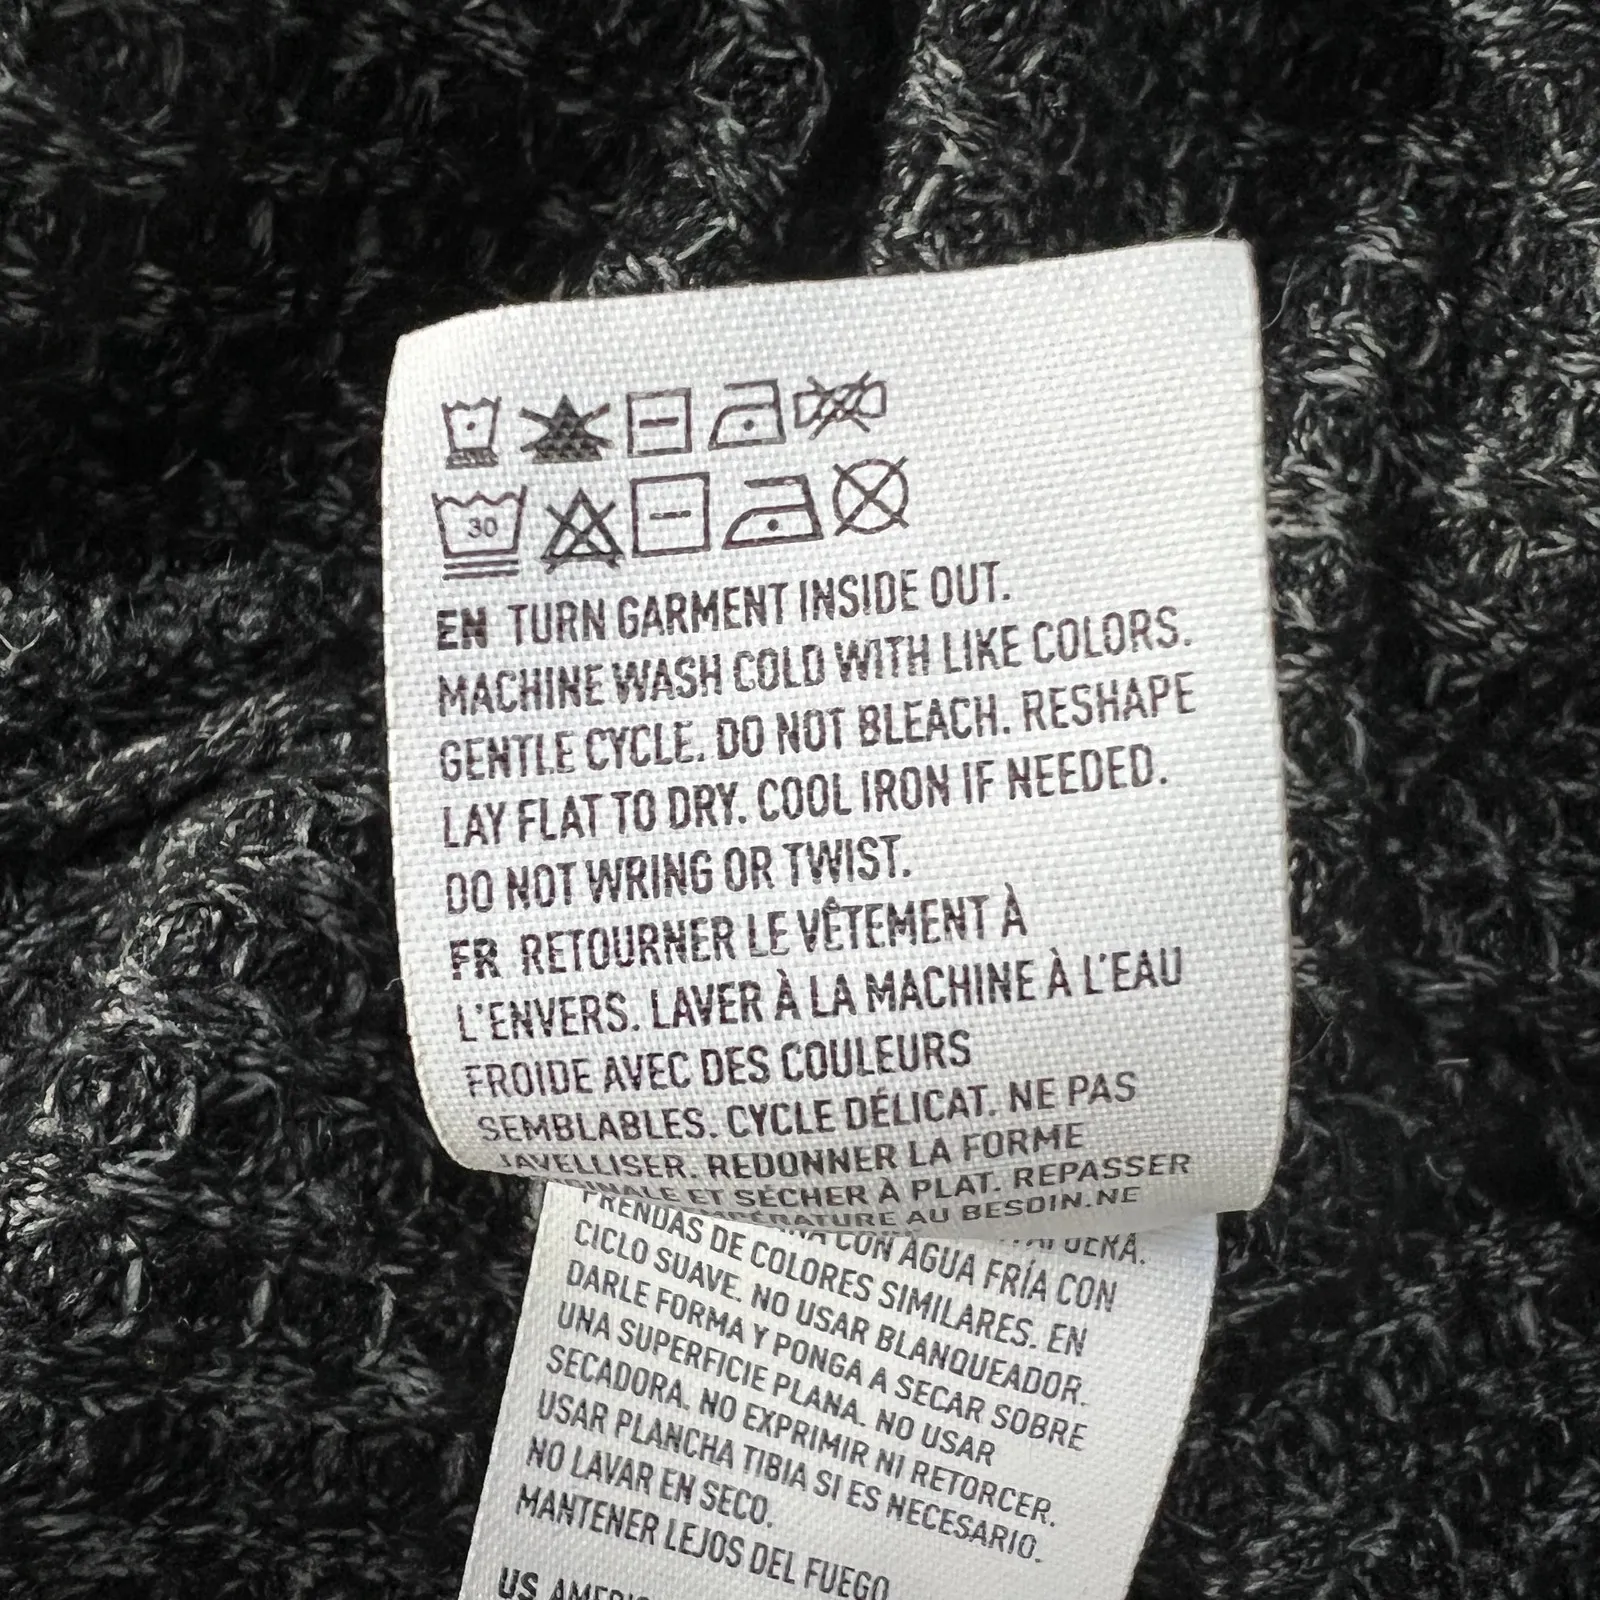 30
EN TURN GARMENT INSIDE OUT.
MACHINE WASH COLD WITH LIKE COLORS.
GENTLE CYCLE. DO NOT BLEACH. RESHAPE
LAY FLAT TO DRY. COOL IRON IF NEEDED.
DO NOT WRING OR TWIST.
FR RETOURNER LE VÊTEMENT À
L'ENVERS. LAVER À LA MACHINE À L'EAU
FROIDE AVEC DES COULEURS
SEMBLABLES. CYCLE DÉLICAT. NE PAS
JAVELLISER. REDONNER LA FORME
ET SÉCHER À PLAT. REPASSER
AU BESOIN.NE
CON AGUA FRÍA CON
PRENDAS DE COLORES SIMILARES. EN
CICLO SUAVE. NO USAR BLANQUEADOR.
DARLE FORMA Y PONGA A SECAR SOBRE
UNA SUPERFICIE PLANA. NO USAR
SECADORA. NO EXPRIMIR NI RETORCER.
USAR PLANCHA TIBIA SI ES NECESARIO.
NO LAVAR EN SECO.
MANTENER LEJOS DEL FUEGO
US